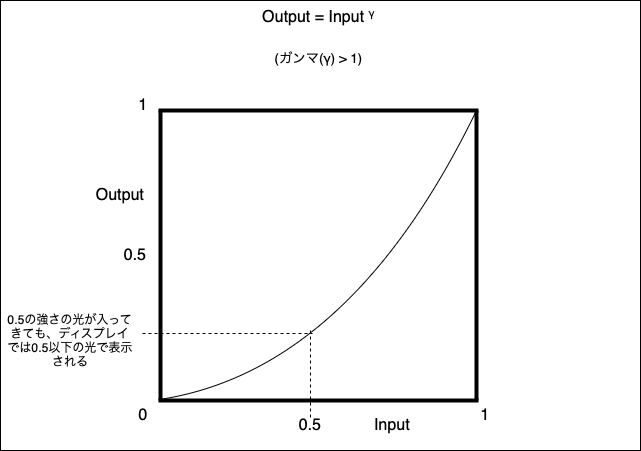 Output = Input γ
(ガンマ(γ) > 1)
1
Output
0.5
0.5の強さの光が入って
きても、ディスプレイ
では0.5以下の光で表示
される
0
0.5
Input
1